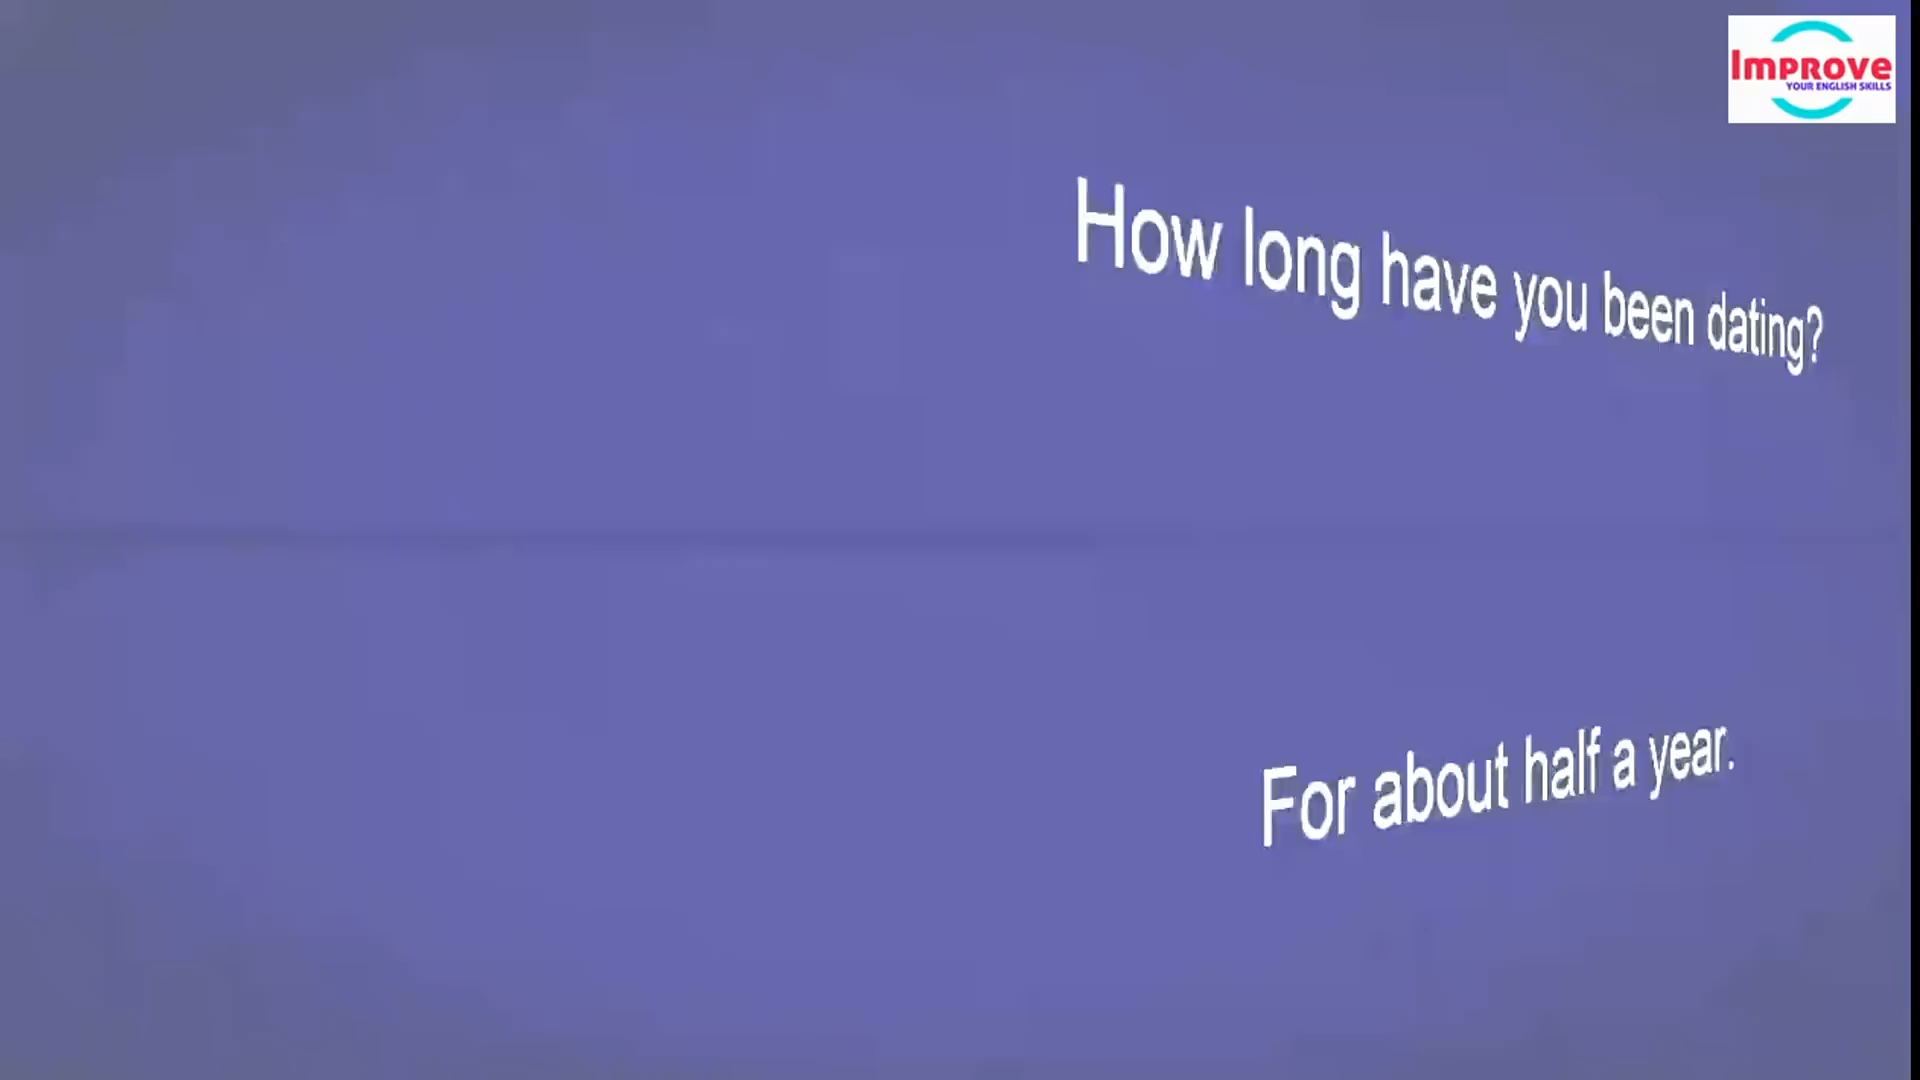 Improve
YOUR ENGLISH SKILLS
How long have you been dating?
For about half a year.